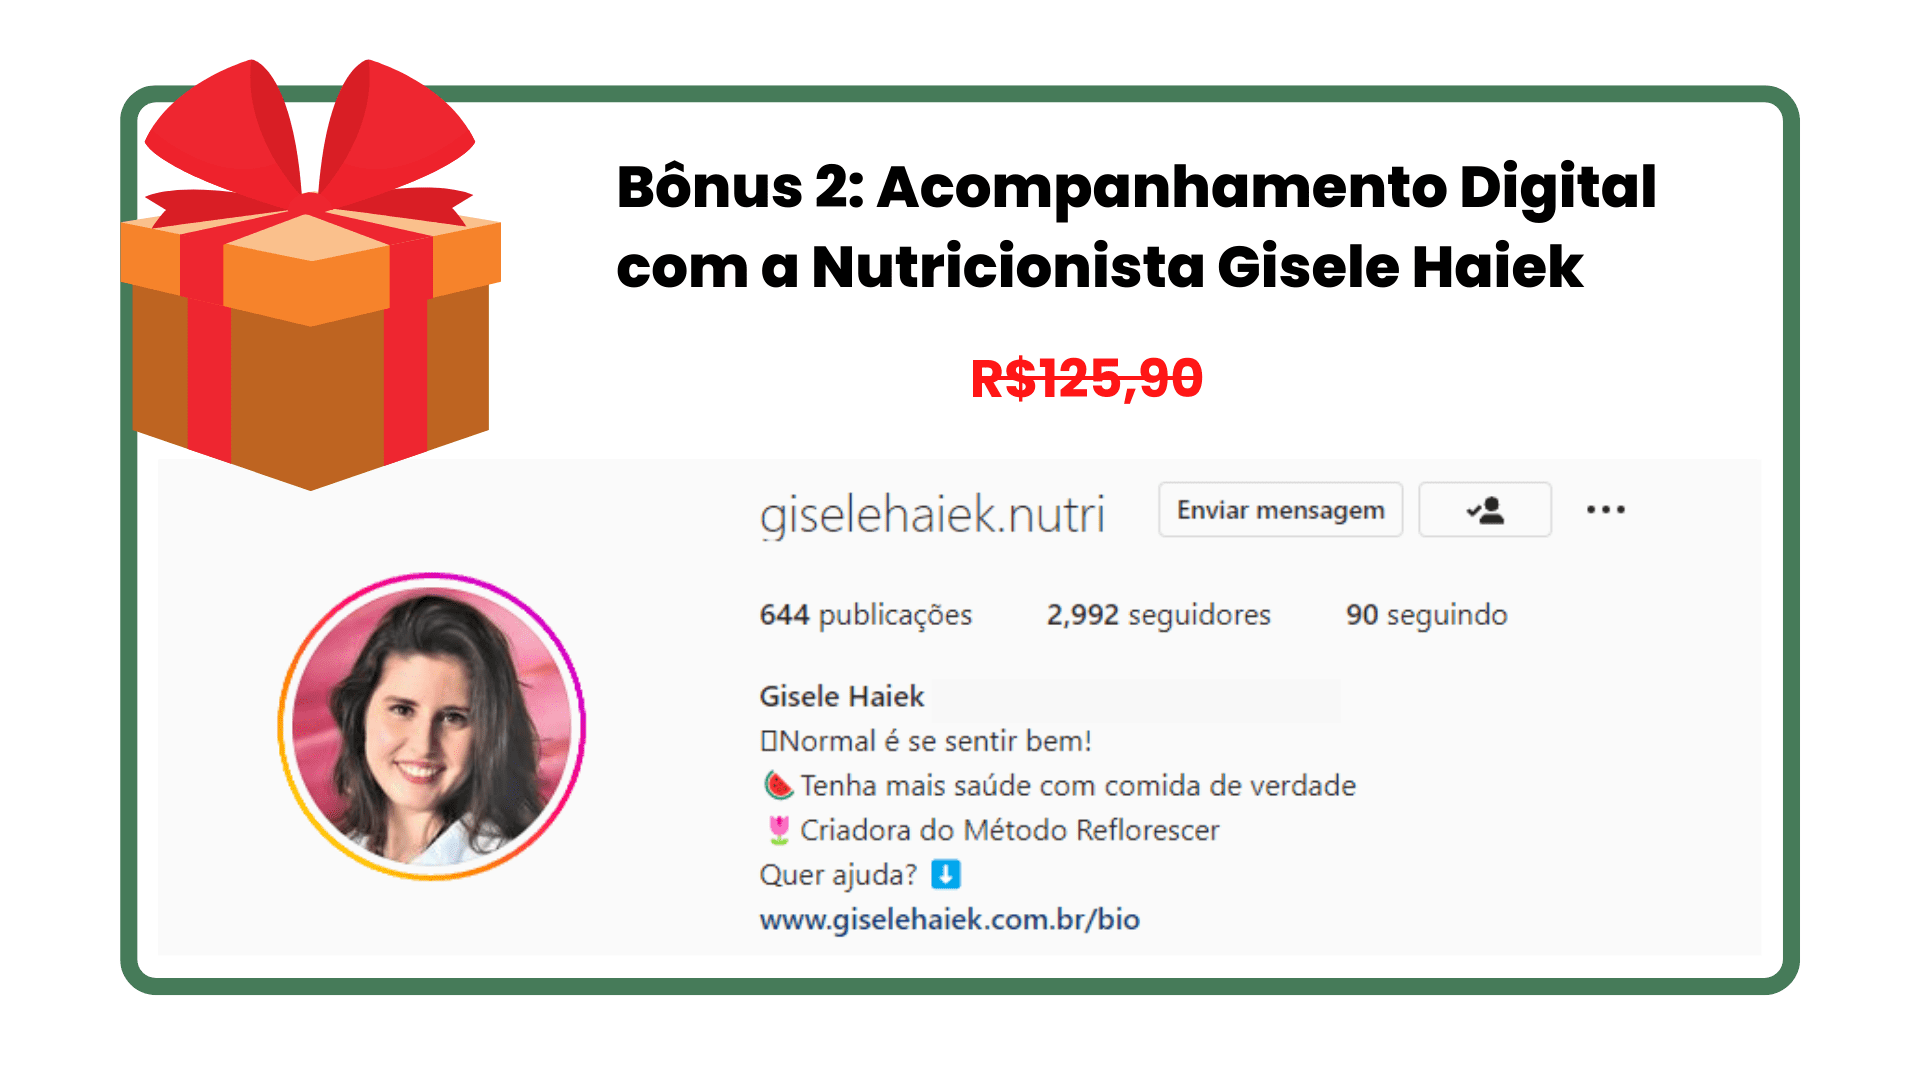 Bônus 2: Acompanhamento Digital
com a Nutricionista Gisele Haiek
R$125,90
giselehaiek.nutri Enviar mensagem
644 publicações 2,992 seguidores 90 seguindo
Gisele Haiek
Normal é se sentir bem!
🍉Tenha mais saúde com comida de verdade
🌷Criadora do Método Reflorescer
Quer ajuda? ⬇️
www.giselehaiek.com.br/bio